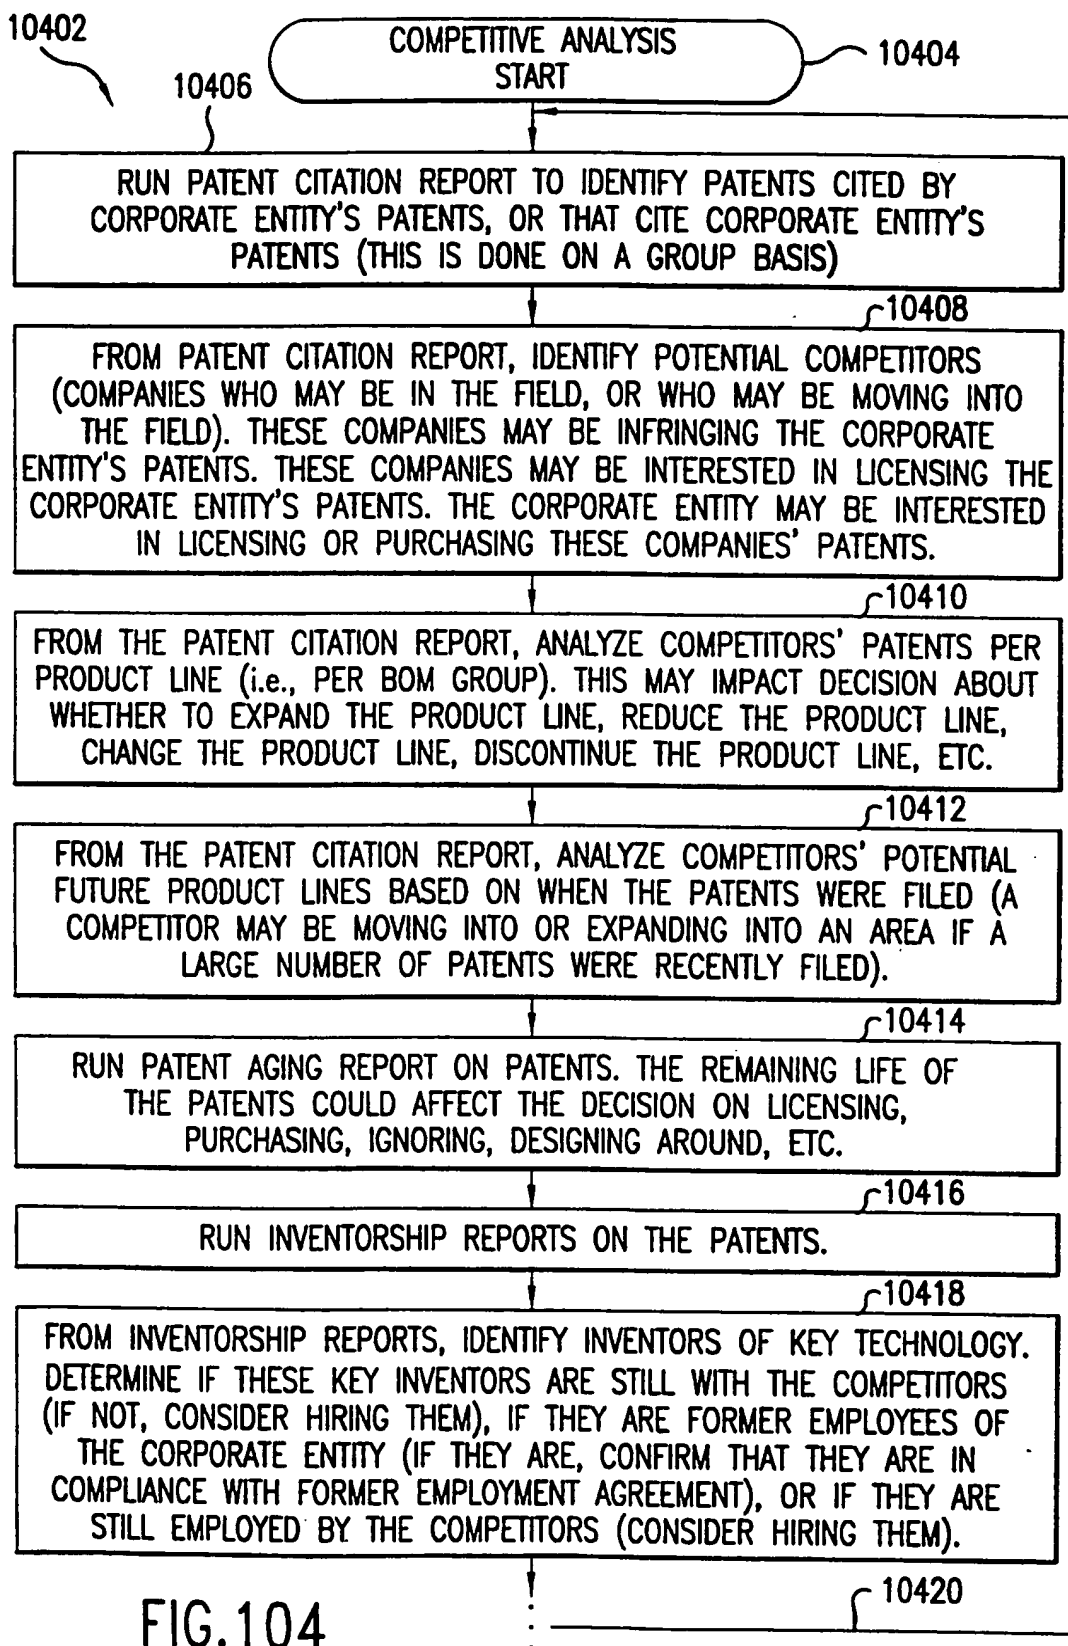 10402
COMPETITIVE ANALYSIS
START
10404
10406
RUN PATENT CITATION REPORT TO IDENTIFY PATENTS CITED BY
CORPORATE ENTITY'S PATENTS, OR THAT CITE CORPORATE ENTITY'S
PATENTS (THIS IS DONE ON A GROUP BASIS)
10408
FROM PATENT CITATION REPORT, IDENTIFY POTENTIAL COMPETITORS
(COMPANIES WHO MAY BE IN THE FIELD, OR WHO MAY BE MOVING INTO
THE FIELD). THESE COMPANIES MAY BE INFRINGING THE CORPORATE
ENTITY'S PATENTS. THESE COMPANIES MAY BE INTERESTED IN LICENSING THE
CORPORATE ENTITY'S PATENTS. THE CORPORATE ENTITY MAY BE INTERESTED
IN LICENSING OR PURCHASING THESE COMPANIES' PATENTS.
10410
FROM THE PATENT CITATION REPORT, ANALYZE COMPETITORS' PATENTS PER
PRODUCT LINE (i.e., PER BOM GROUP). THIS MAY IMPACT DECISION ABOUT
WHETHER TO EXPAND THE PRODUCT LINE, REDUCE THE PRODUCT LINE,
CHANGE THE PRODUCT LINE, DISCONTINUE THE PRODUCT LINE, ETC.
10412
FROM THE PATENT CITATION REPORT, ANALYZE COMPETITORS' POTENTIAL
FUTURE PRODUCT LINES BASED ON WHEN THE PATENTS WERE FILED (A
COMPETITOR MAY BE MOVING INTO OR EXPANDING INTO AN AREA IF A
LARGE NUMBER OF PATENTS WERE RECENTLY FILED).
10414
RUN PATENT AGING REPORT ON PATENTS. THE REMAINING LIFE OF
THE PATENTS COULD AFFECT THE DECISION ON LICENSING,
PURCHASING, IGNORING, DESIGNING AROUND, ETC.
10416
RUN INVENTORSHIP REPORTS ON THE PATENTS.
10418
FROM INVENTORSHIP REPORTS, IDENTIFY INVENTORS OF KEY TECHNOLOGY.
DETERMINE IF THESE KEY INVENTORS ARE STILL WITH THE COMPETITORS
(IF NOT, CONSIDER HIRING THEM), IF THEY ARE FORMER EMPLOYEES OF
THE CORPORATE ENTITY (IF THEY ARE, CONFIRM THAT THEY ARE IN
COMPLIANCE WITH FORMER EMPLOYMENT AGREEMENT), OR IF THEY ARE
STILL EMPLOYED BY THE COMPETITORS (CONSIDER HIRING THEM).
10420
FIG.104